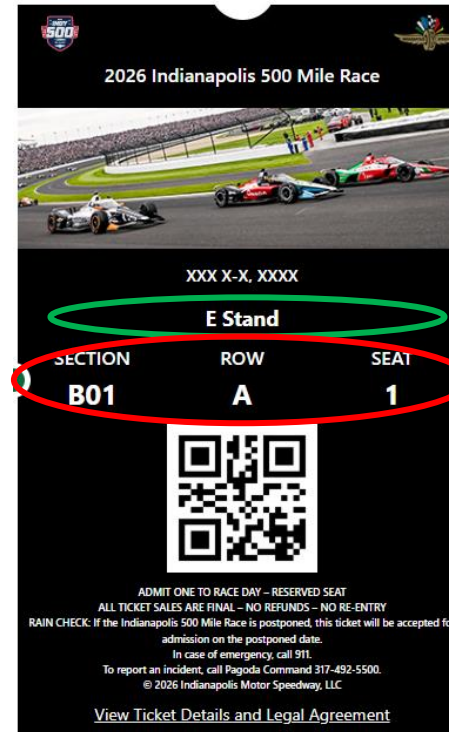 INDY
500
2026 Indianapolis 500 Mile Race
XXX X-X, XXXX
E Stand
SECTION ROW SEAT
B01 A 1
ADMIT ONE TO RACE DAY – RESERVED SEAT
ALL TICKET SALES ARE FINAL – NO REFUNDS – NO RE-ENTRY
RAIN CHECK: If the Indianapolis 500 Mile Race is postponed, this ticket will be accepted for
admission on the postponed date.
In case of emergency, call 911.
To report an incident, call Pagoda Command 317-492-5500.
© 2026 Indianapolis Motor Speedway, LLC
View Ticket Details and Legal Agreement